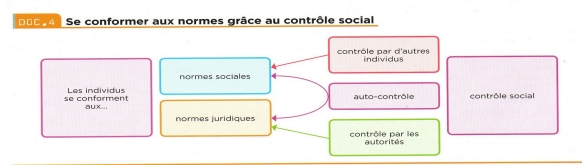 DOC.4 Se conformer aux normes grâce au contrôle social
Les individus
se conforment
aux...
normes sociales
normes juridiques
contrôle par d'autres
individus
auto-contrôle
contrôle par les
autorités
contrôle social